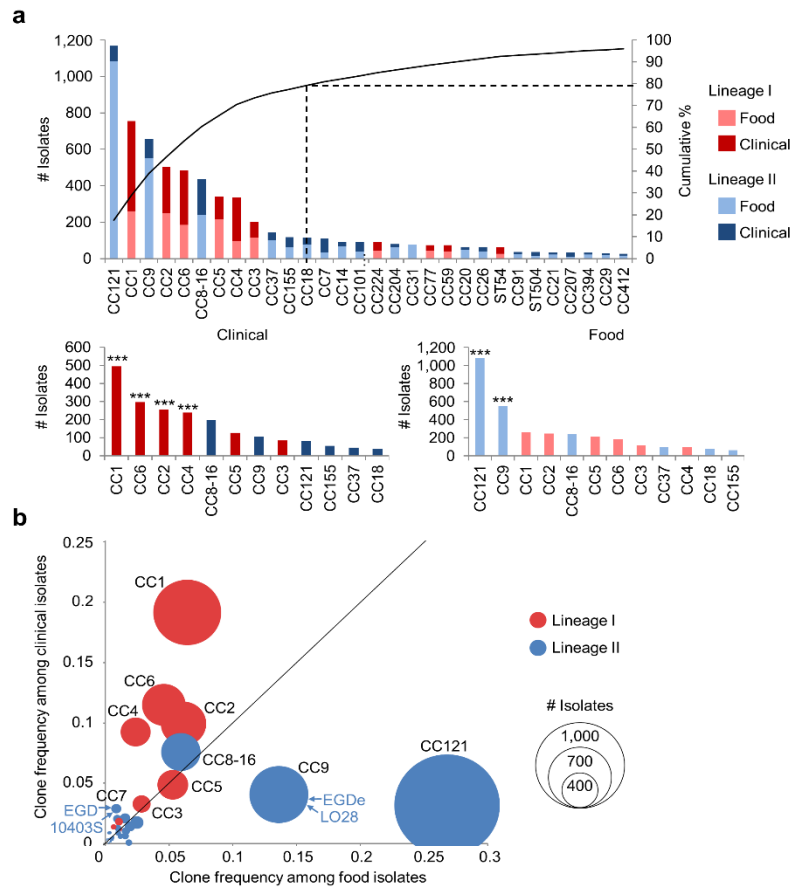 a
1,200
1,000
800
600
400
200
0
# Isolates
100
90
80
70
60
50
40
30
20
10
0
Cumulative %
Lineage I
Food
Clinical
Lineage II
Food
Clinical
CC121
CC1
CC9
CC2
CC6
CC8-16
CC5
CC4
CC3
CC37
CC155
CC18
CC7
CC14
CC101
CC224
CC204
CC31
CC77
CC59
CC20
CC26
ST54
CC91
ST504
CC21
CC207
CC394
CC29
CC412
Clinical
600
500
400
300
200
100
0
# Isolates
***
***
***
***
CC1
CC6
CC2
CC4
CC8-16
CC5
CC9
CC3
CC121
CC155
CC37
CC18
Food
1,200
1,000
800
600
400
200
0
# Isolates
***
***
CC121
CC9
CC1
CC2
CC8-16
CC5
CC6
CC3
CC37
CC4
CC18
CC155
b
0.25
0.2
0.15
0.1
0.05
0
Clone frequency among clinical isolates
CC1
CC6
CC4
CC2
CC8-16
CC5
CC9
CC121
CC7
CC3
EGD
10403S
EGDe
LO28
0
0.05
0.1
0.15
0.2
0.25
0.3
Clone frequency among food isolates
Lineage I
Lineage II
# Isolates
1,000
700
400